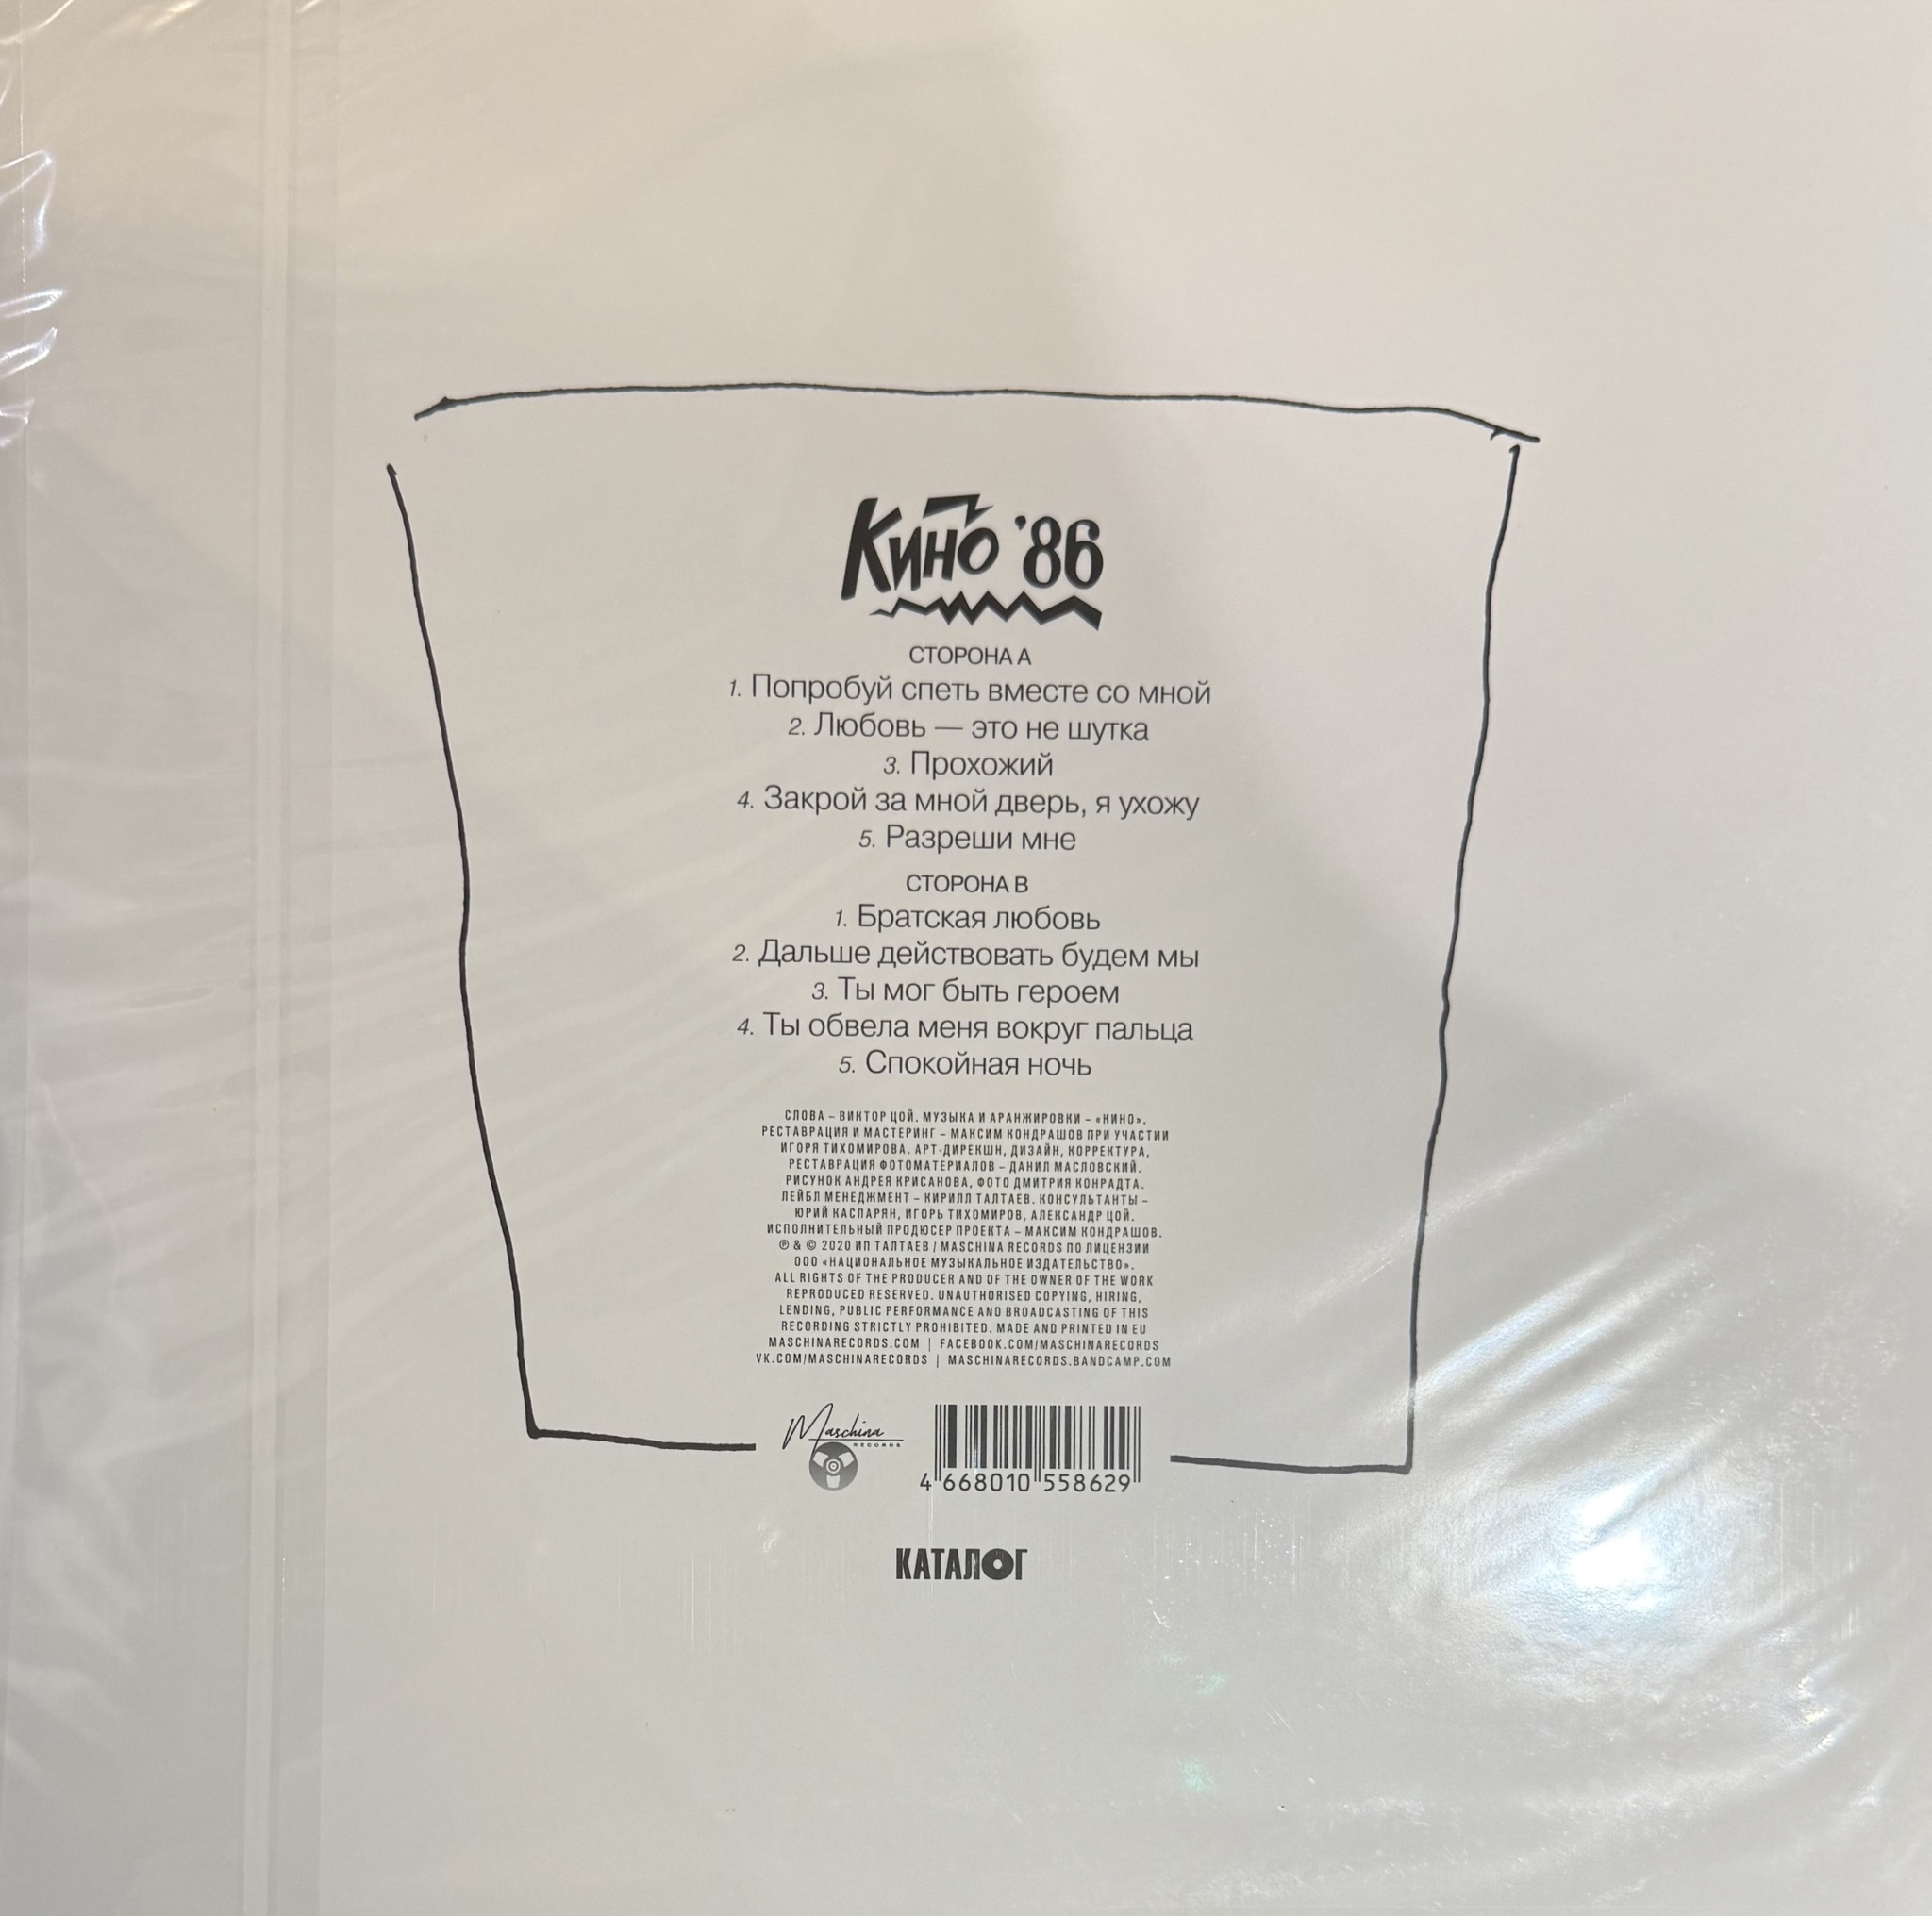 Кино '86
СТОРОНА А
1. Попробуй спеть вместе со мной
2. Любовь — это не шутка
3. Прохожий
4. Закрой за мной дверь, я ухожу
5. Разреши мне
СТОРОНА В
1. Братская любовь
2. Дальше действовать будем мы
3. Ты мог быть героем
4. Ты обвела меня вокруг пальца
5. Спокойная ночь
СЛОВА – ВИКТОР ЦОЙ. МУЗЫКА И АРАНЖИРОВКИ – «КИНО».
РЕСТАВРАЦИЯ И МАСТЕРИНГ – МАКСИМ КОНДРАШОВ ПРИ УЧАСТИИ
ИГОРЯ ТИХОМИРОВА. АРТ-ДИРЕКШН, ДИЗАЙН, КОРРЕКТУРА,
РЕСТАВРАЦИЯ ФОТОМАТЕРИАЛОВ – ДАНИЛ МАСЛОВСКИЙ.
РИСУНОК АНДРЕЯ КРИСАНОВА, ФОТО ДМИТРИЯ КОНРАДТА.
ЛЕЙБЛ МЕНЕДЖМЕНТ – КИРИЛЛ ТАЛТАЕВ. КОНСУЛЬТАНТЫ –
ЮРИЙ КАСПАРЯН, ИГОРЬ ТИХОМИРОВ, АЛЕКСАНДР ЦОЙ.
ИСПОЛНИТЕЛЬНЫЙ ПРОДЮСЕР ПРОЕКТА – МАКСИМ КОНДРАШОВ.
℗ & © 2020 ИП ТАЛТАЕВ / MASCHINA RECORDS ПО ЛИЦЕНЗИИ
ООО «НАЦИОНАЛЬНОЕ МУЗЫКАЛЬНОЕ ИЗДАТЕЛЬСТВО».
ALL RIGHTS OF THE PRODUCER AND OF THE OWNER OF THE WORK
REPRODUCED RESERVED. UNAUTHORISED COPYING, HIRING,
LENDING, PUBLIC PERFORMANCE AND BROADCASTING OF THIS
RECORDING STRICTLY PROHIBITED. MADE AND PRINTED IN EU
MASCHINARECORDS.COM | FACEBOOK.COM/MASCHINARECORDS
VK.COM/MASCHINARECORDS | MASCHINARECORDS.BANDCAMP.COM
Maschina
RECORDS
4 668010 558629
КАТАЛОГ